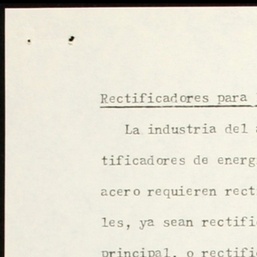 Rectificadores para
La industria del a
tificadores de energ
acero requieren rect
les, ya sean rectifi
principal, o rectifi